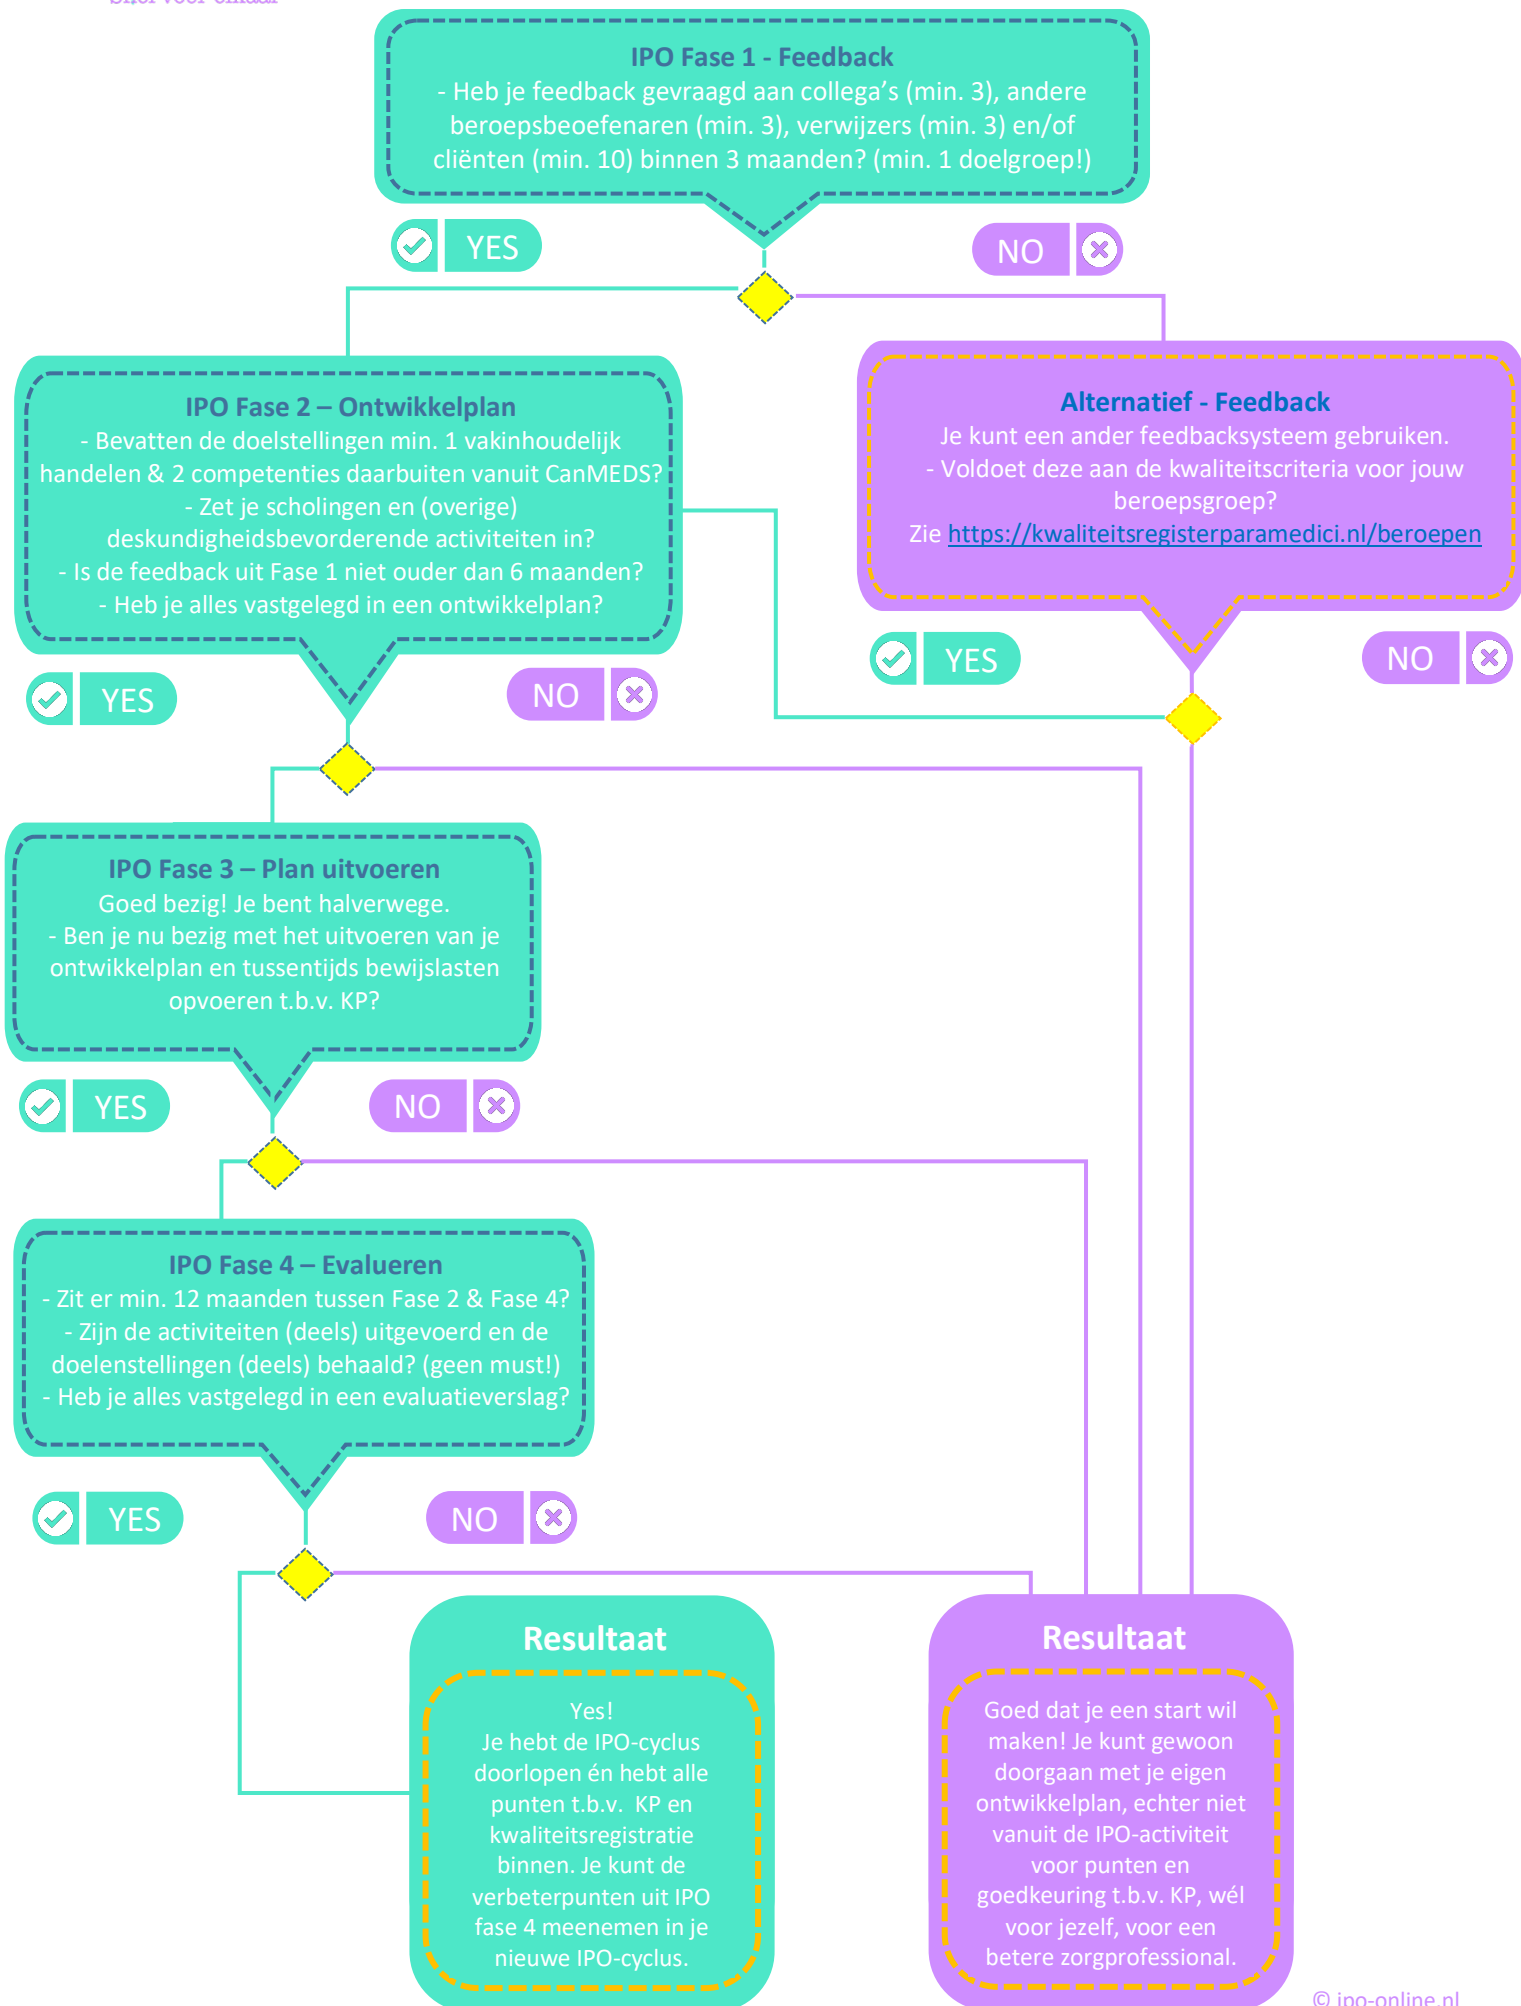 IPO Fase 1 - Feedback
- Heb je feedback gevraagd aan collega's (min. 3), andere
beroepsbeoefenaren (min. 3), verwijzers (min. 3) en/of
cliënten (min. 10) binnen 3 maanden? (min. 1 doelgroep!)
YES
NO
IPO Fase 2 – Ontwikkelplan
- Bevatten de doelstellingen min. 1 vakinhoudelijk
handelen & 2 competenties daarbuiten vanuit CanMEDS?
- Zet je scholingen en (overige)
deskundigheidsbevorderende activiteiten in?
- Is de feedback uit Fase 1 niet ouder dan 6 maanden?
- Heb je alles vastgelegd in een ontwikkelplan?
YES
NO
Alternatief - Feedback
Je kunt een ander feedbacksysteem gebruiken.
- Voldoet deze aan de kwaliteitscriteria voor jouw
beroepsgroep?
Zie https://kwaliteitsregisterparamedici.nl/beroepen
YES
NO
IPO Fase 3 – Plan uitvoeren
Goed bezig! Je bent halverwege.
- Ben je nu bezig met het uitvoeren van je
ontwikkelplan en tussentijds bewijslasten
opvoeren t.b.v. KP?
YES
NO
IPO Fase 4 – Evalueren
- Zit er min. 12 maanden tussen Fase 2 & Fase 4?
- Zijn de activiteiten (deels) uitgevoerd en de
doelenstellingen (deels) behaald? (geen must!)
- Heb je alles vastgelegd in een evaluatieverslag?
YES
NO
Resultaat
Yes!
Je hebt de IPO-cyclus
doorlopen én hebt alle
punten t.b.v. KP en
kwaliteitsregistratie
binnen. Je kunt de
verbeterpunten uit IPO
fase 4 meenemen in je
nieuwe IPO-cyclus.
Resultaat
Goed dat je een start wil
maken! Je kunt gewoon
doorgaan met je eigen
ontwikkelplan, echter niet
vanuit de IPO-activiteit
voor punten en
goedkeuring t.b.v. KP, wél
voor jezelf, voor een
betere zorgprofessional.
© ipo-online.nl